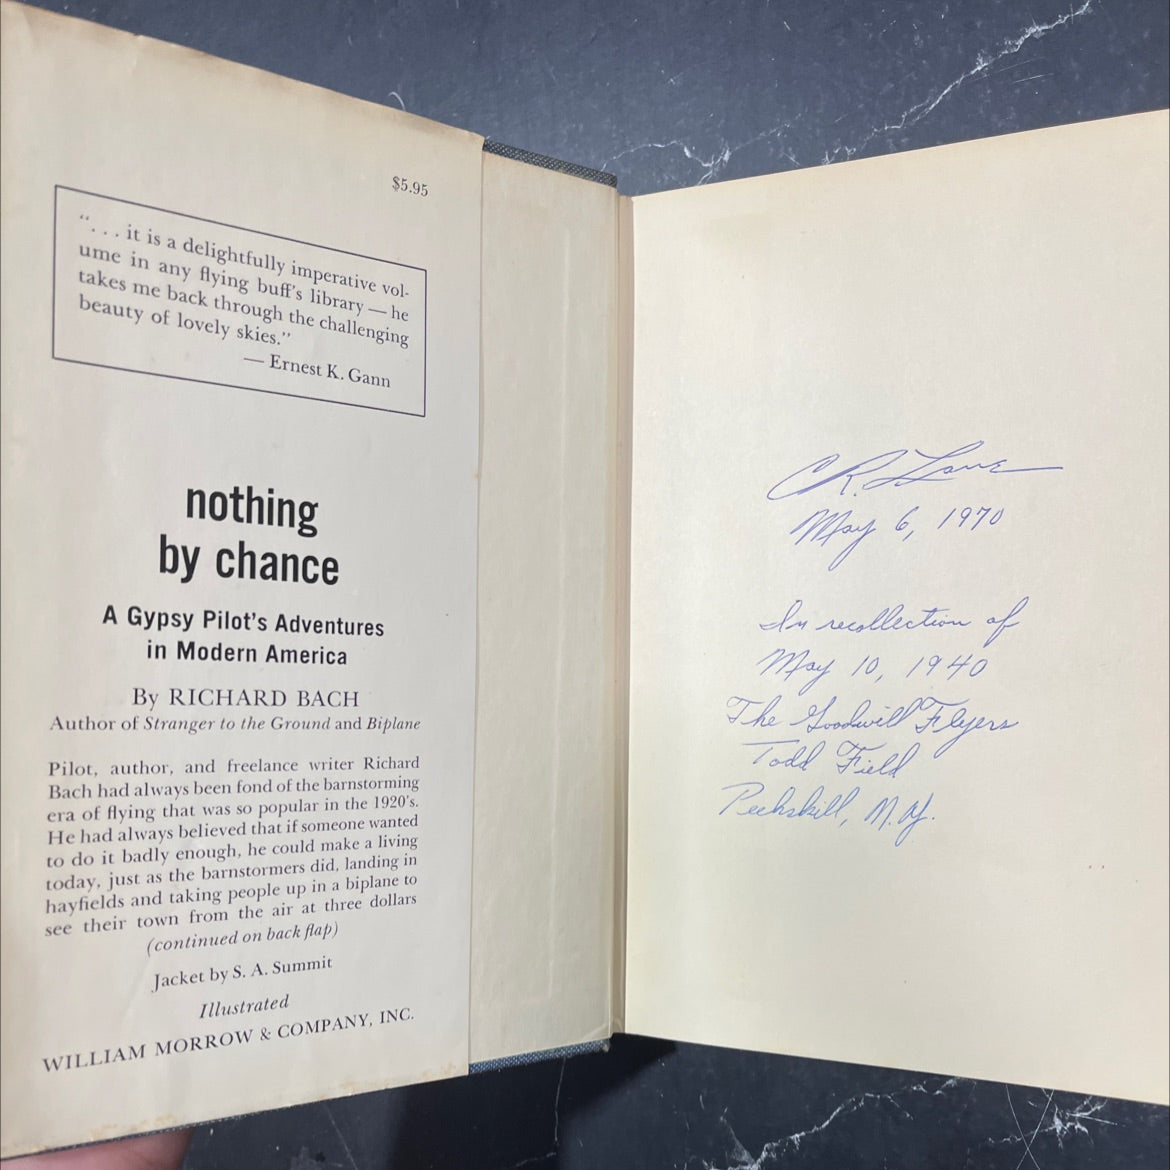 $5.95
". . . it is a delightfully imperative vol-
ume in any flying buff's library — he
takes me back through the challenging
beauty of lovely skies."
— Ernest K. Gann
nothing
by chance
A Gypsy Pilot's Adventures
in Modern America
By RICHARD BACH
Author of Stranger to the Ground and Biplane
Pilot, author, and freelance writer Richard
Bach had always been fond of the barnstorming
era of flying that was so popular in the 1920's.
He had always believed that if someone wanted
to do it badly enough, he could make a living
today, just as the barnstormers did, landing in
hayfields and taking people up in a biplane to
see their town from the air at three dollars
(continued on back flap)
Jacket by S. A. Summit
Illustrated
WILLIAM MORROW & COMPANY, INC.
C R.
May 6, 1970
In recollection of
May 10, 1940
The Goodwill Flyers
Todd Field
Peekskill, N.Y.